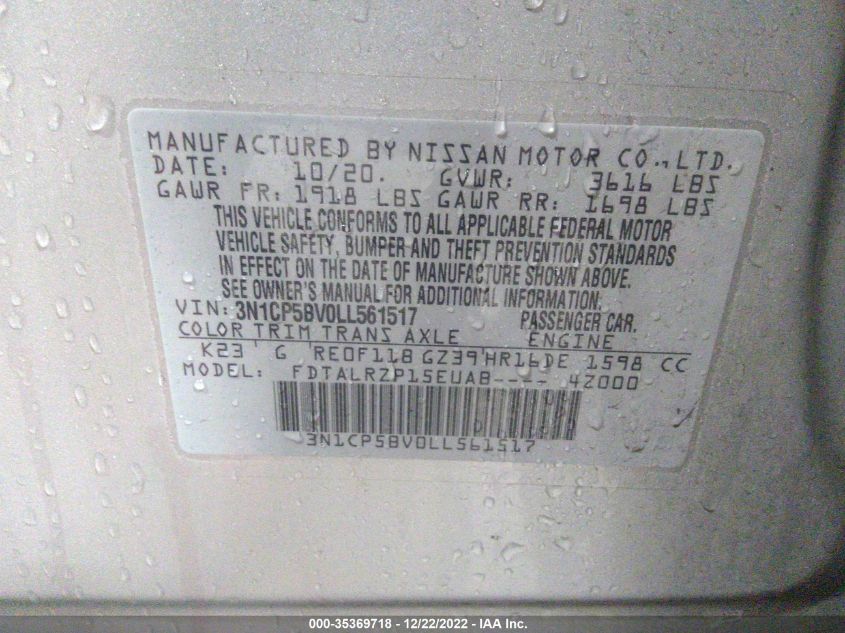 MANUFACTURED BY NISSAN MOTOR CO., LTD.
DATE: 10/20. GVWR: 3616 LBS
GAWR FR: 1918 LBS GAWR RR: 1698 LBS
THIS VEHICLE CONFORMS TO ALL APPLICABLE FEDERAL MOTOR
VEHICLE SAFETY, BUMPER AND THEFT PREVENTION STANDARDS
IN EFFECT ON THE DATE OF MANUFACTURE SHOWN ABOVE.
SEE OWNER'S MANUAL FOR ADDITIONAL INFORMATION.
VIN: 3N1CP5BV0LL561517 PASSENGER CAR.
COLOR TRIM TRANS AXLE ENGINE
K23 G RE0F11B GZ39 HR16DE 1598 CC
MODEL: FDTALRZP15EUAB---- 4Z000
3N1CP5BV0LL561517
000-35369718 - 12/22/2022 - IAA Inc.